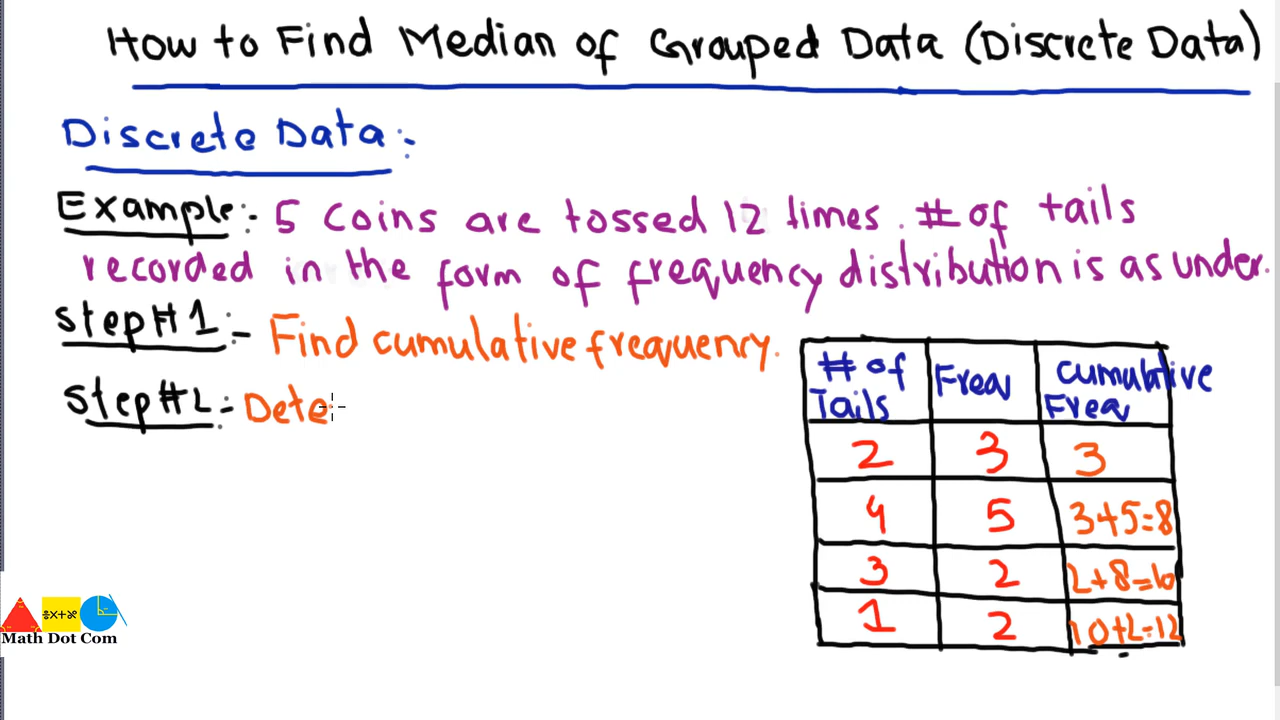 How to Find Median of Grouped Data (Discrete Data)
Discrete Data:-
Example:- 5 coins are tossed 12 times. # of tails
recorded in the form of frequency distribution is as under.
Step#1:- Find cumulative frequency.
Step#2:- Dete
# of Tails Freq Cumulative Freq
2 3 3
4 5 3+5=8
3 2 2+8=10
1 2 10+2=12
÷x+
Math Dot Com